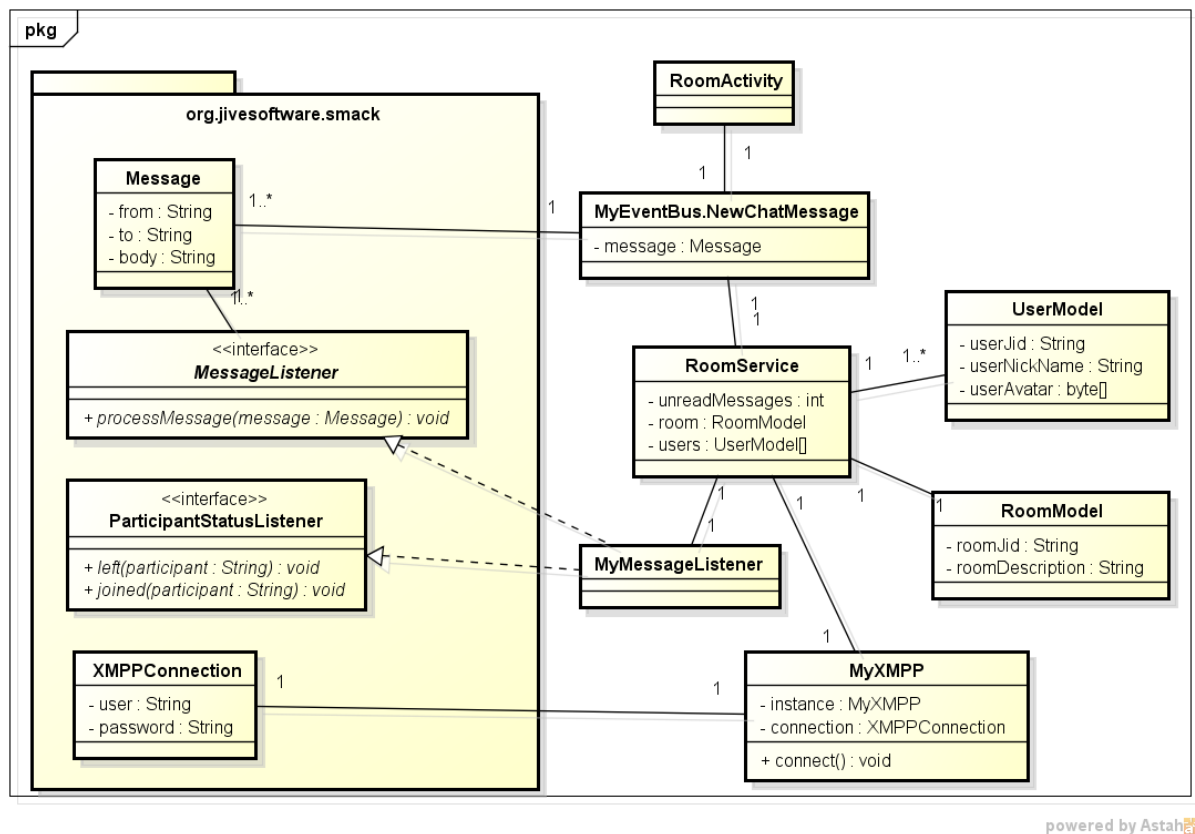 pkg
org.jivesoftware.smack
RoomActivity
1
1
Message
- from : String
- to : String
- body : String
1..*
1
MyEventBus.NewChatMessage
- message : Message
1
1..*
<<interface>>
MessageListener
+ processMessage(message : Message) : void
1
1
RoomService
- unreadMessages : int
- room : RoomModel
- users : UserModel[]
1
1..*
UserModel
- userJid : String
- userNickName : String
- userAvatar : byte[]
<<interface>>
ParticipantStatusListener
+ left(participant : String) : void
+ joined(participant : String) : void
1
1
1
1
1
MyMessageListener
RoomModel
- roomJid : String
- roomDescription : String
1
XMPPConnection
- user : String
- password : String
1
1
MyXMPP
- instance : MyXMPP
- connection : XMPPConnection
+ connect() : void
powered by Astah